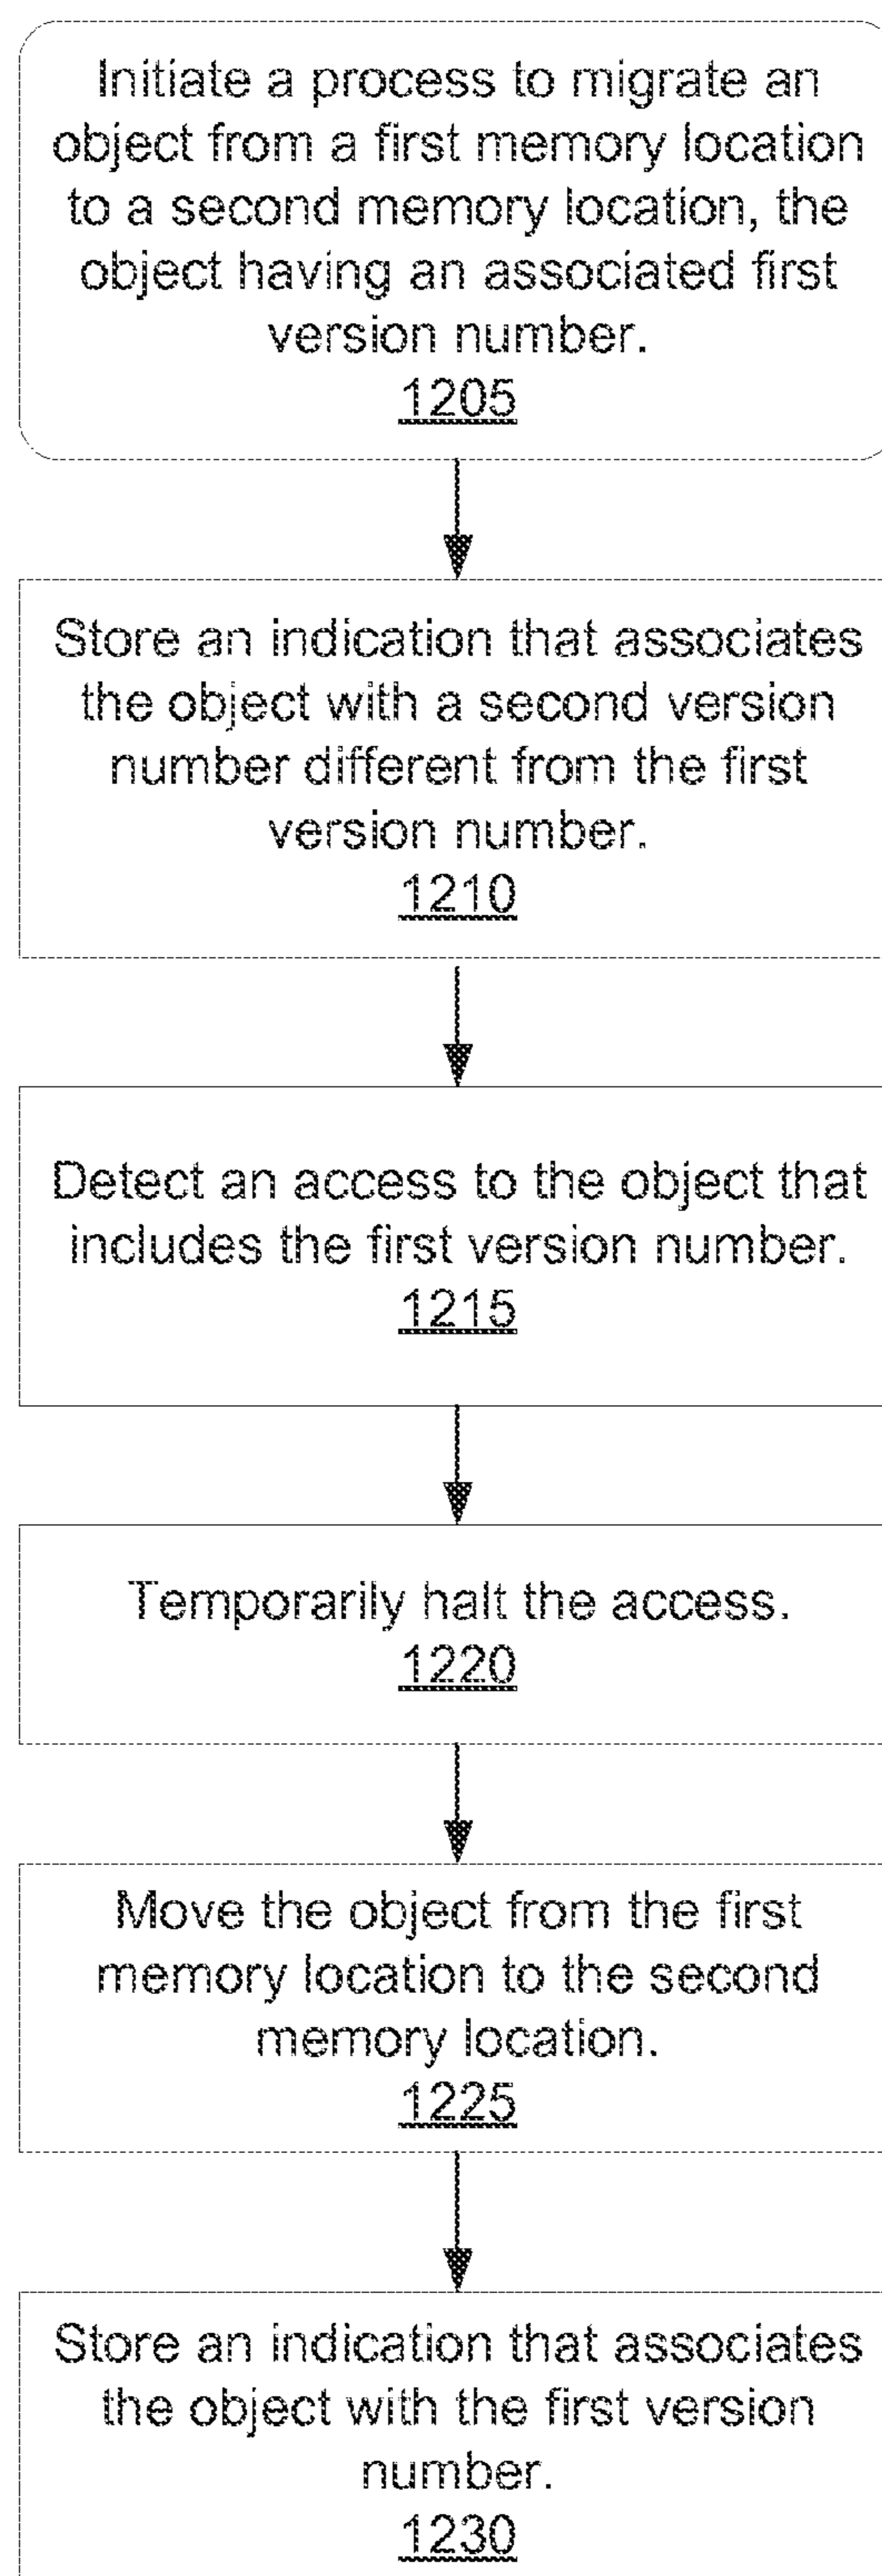 Initiate a process to migrate an
object from a first memory location
to a second memory location, the
object having an associated first
version number.
1205
Store an indication that associates
the object with a second version
number different from the first
version number.
1210
Detect an access to the object that
includes the first version number.
1215
Temporarily halt the access.
1220
Move the object from the first
memory location to the second
memory location.
1225
Store an indication that associates
the object with the first version
number.
1230